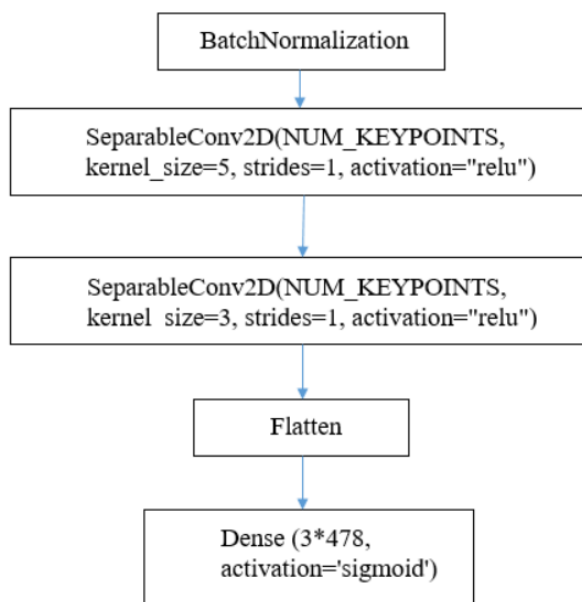 BatchNormalization
SeparableConv2D(NUM_KEYPOINTS,
kernel_size=5, strides=1, activation="relu")
SeparableConv2D(NUM_KEYPOINTS,
kernel size=3, strides=1, activation="relu")
Flatten
Dense (3*478,
activation='sigmoid')